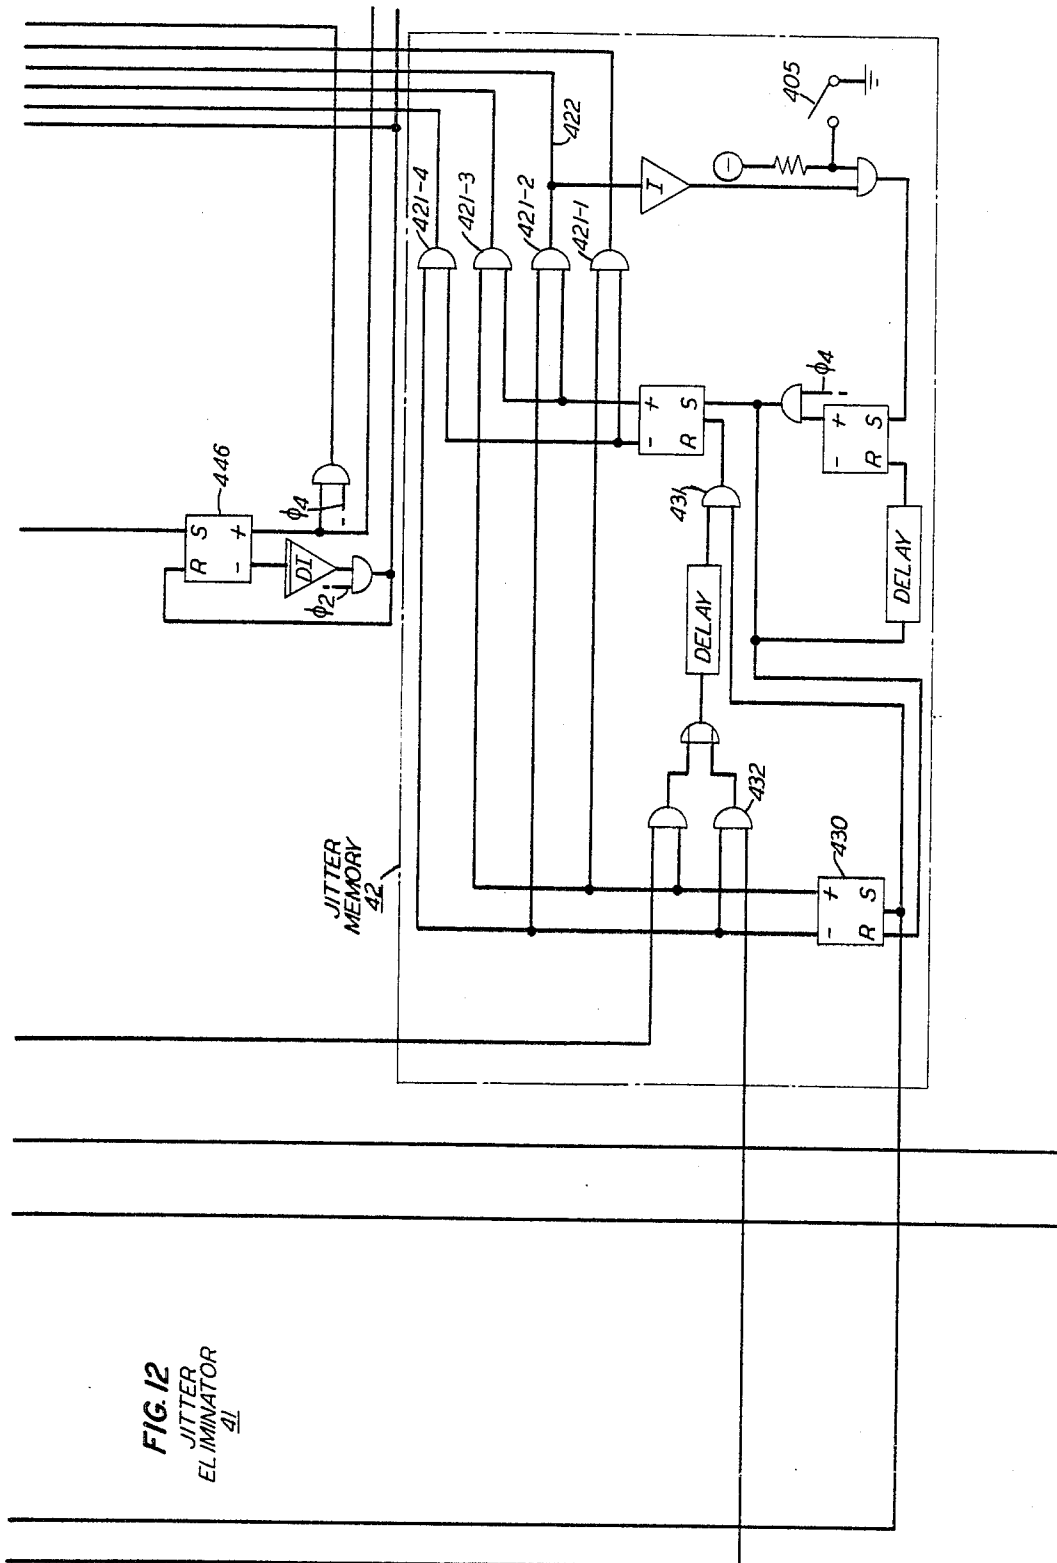 FIG. 12
JITTER
ELIMINATOR
41
JITTER
MEMORY
42
446
R S
- +
DI
φ2
φ4
421-4
421-3
421-2
421-1
422
I
-
405
- +
R S
φ4
- +
R S
DELAY
431
DELAY
432
430
- +
R S